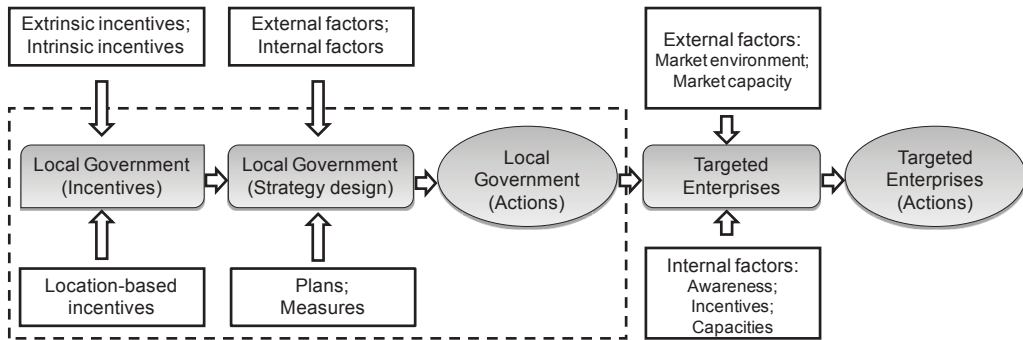 Extrinsic incentives;
Intrinsic incentives
External factors;
Internal factors
External factors:
Market environment;
Market capacity
Local Government
(Incentives)
Local Government
(Strategy design)
Local
Government
(Actions)
Targeted
Enterprises
Targeted
Enterprises
(Actions)
Location-based
incentives
Plans;
Measures
Internal factors:
Awareness;
Incentives;
Capacities